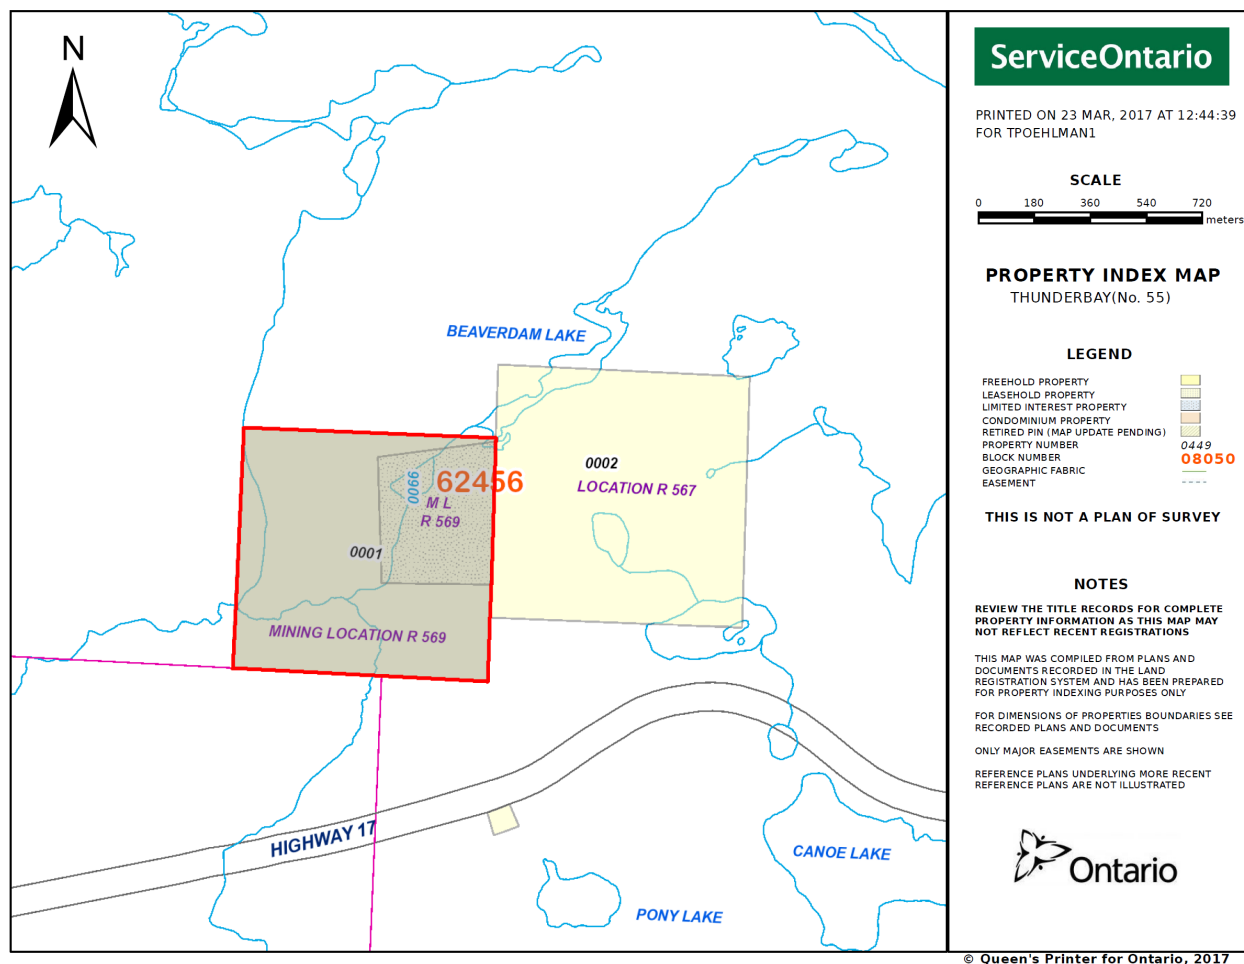 N
BEAVERDAM LAKE
0002
LOCATION R 567
62456
0066
M L
R 569
0001
MINING LOCATION R 569
HIGHWAY 17
CANOE LAKE
PONY LAKE
ServiceOntario
PRINTED ON 23 MAR, 2017 AT 12:44:39
FOR TPOEHLMAN1
SCALE
0 180 360 540 720
meters
PROPERTY INDEX MAP
THUNDERBAY(No. 55)
LEGEND
FREEHOLD PROPERTY
LEASEHOLD PROPERTY
LIMITED INTEREST PROPERTY
CONDOMINIUM PROPERTY
RETIRED PIN (MAP UPDATE PENDING)
PROPERTY NUMBER 0449
BLOCK NUMBER 08050
GEOGRAPHIC FABRIC
EASEMENT
THIS IS NOT A PLAN OF SURVEY
NOTES
REVIEW THE TITLE RECORDS FOR COMPLETE
PROPERTY INFORMATION AS THIS MAP MAY
NOT REFLECT RECENT REGISTRATIONS
THIS MAP WAS COMPILED FROM PLANS AND
DOCUMENTS RECORDED IN THE LAND
REGISTRATION SYSTEM AND HAS BEEN PREPARED
FOR PROPERTY INDEXING PURPOSES ONLY
FOR DIMENSIONS OF PROPERTIES BOUNDARIES SEE
RECORDED PLANS AND DOCUMENTS
ONLY MAJOR EASEMENTS ARE SHOWN
REFERENCE PLANS UNDERLYING MORE RECENT
REFERENCE PLANS ARE NOT ILLUSTRATED
Ontario
© Queen's Printer for Ontario, 2017